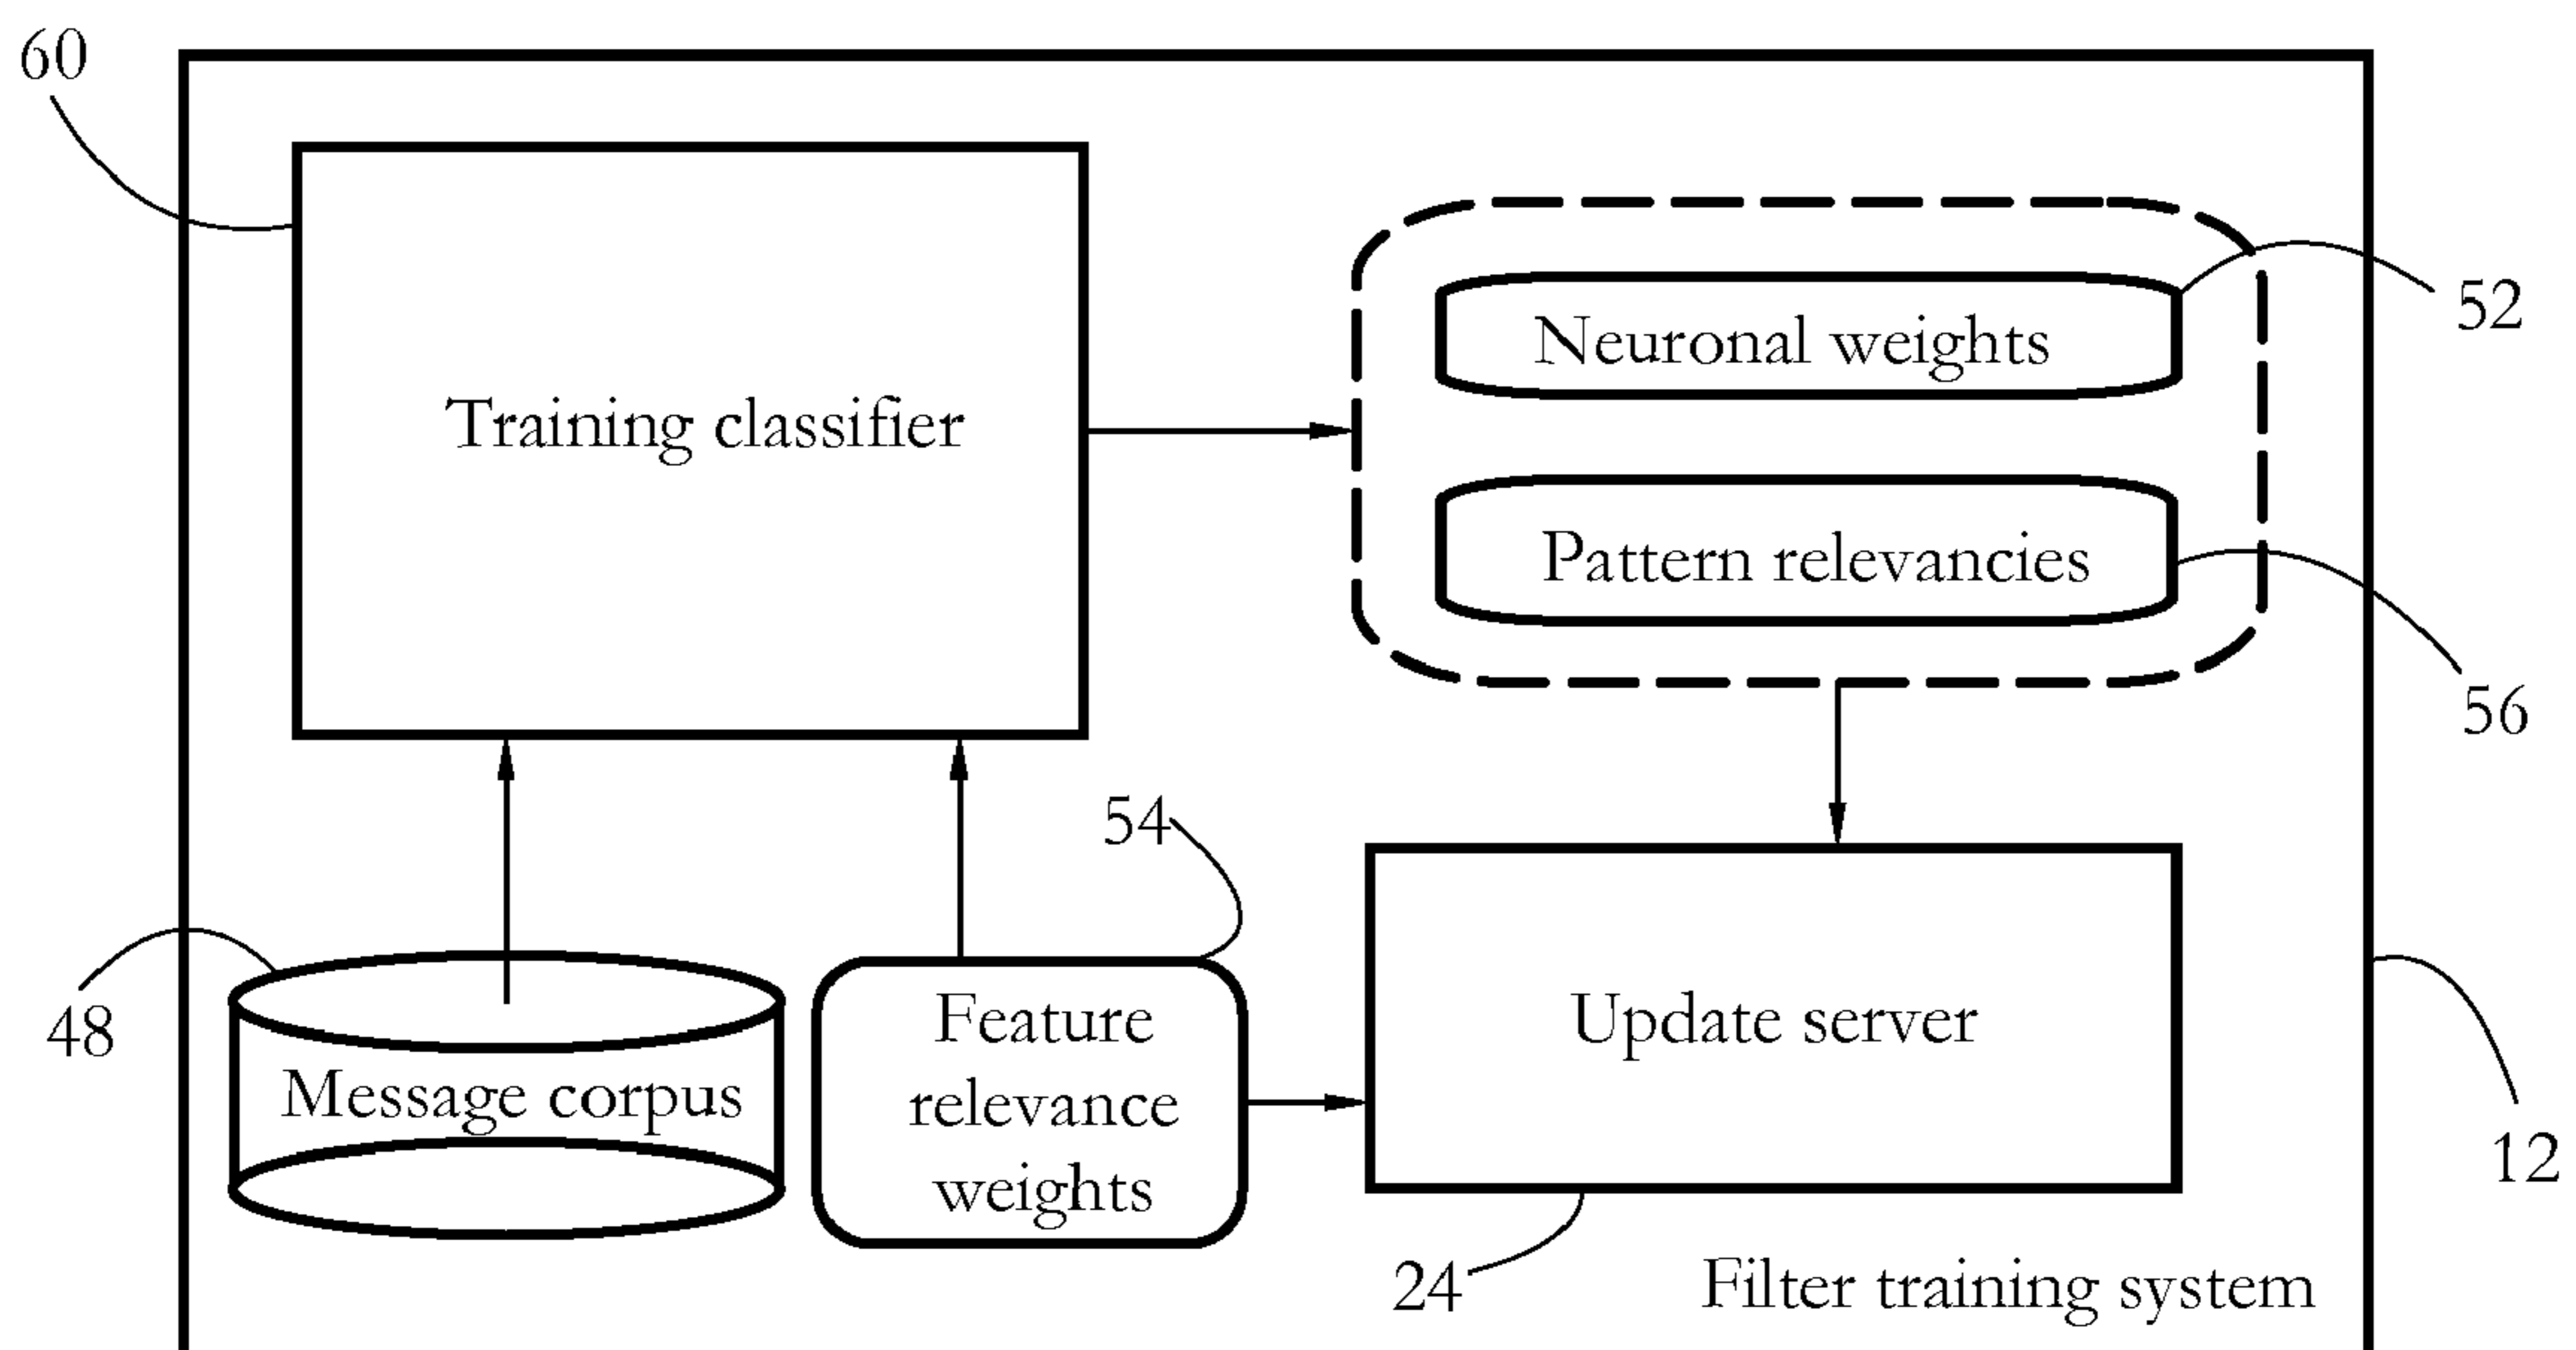 60
Training classifier
Neuronal weights
52
Pattern relevancies
56
54
48
Message corpus
Feature
relevance
weights
Update server
12
24
Filter training system